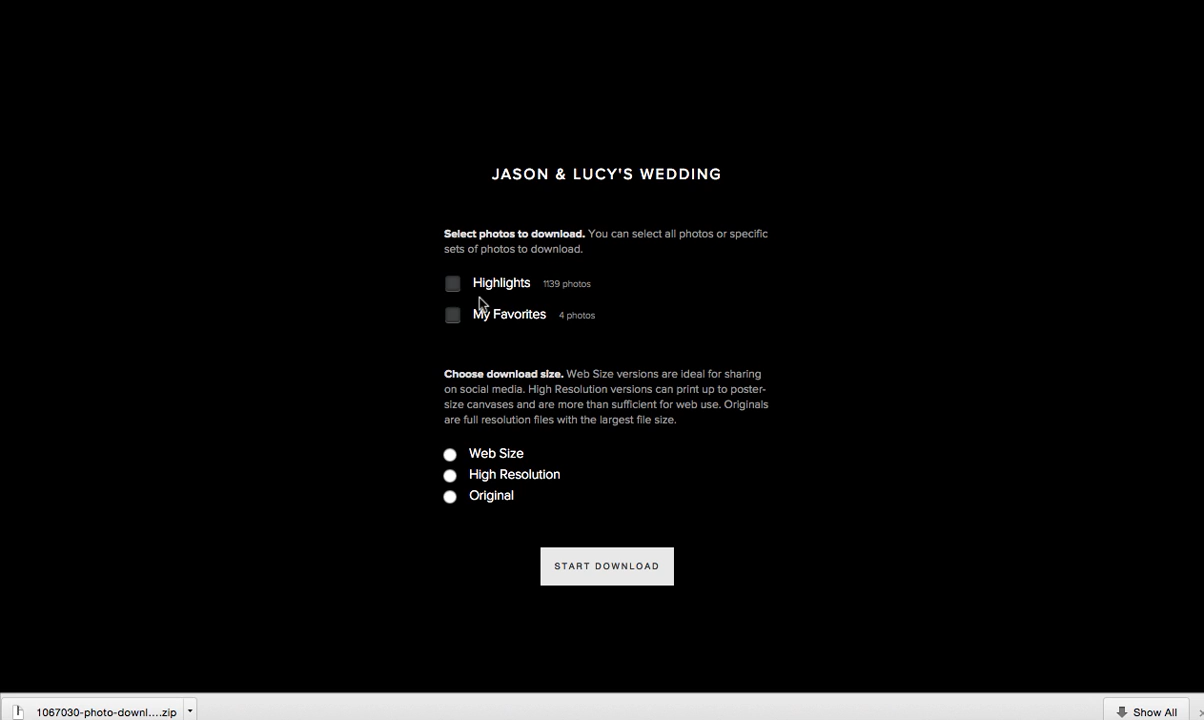 JASON & LUCY'S WEDDING
Select photos to download. You can select all photos or specific
sets of photos to download.
Highlights 1139 photos
My Favorites 4 photos
Choose download size. Web Size versions are ideal for sharing
on social media. High Resolution versions can print up to poster-
size canvases and are more than sufficient for web use. Originals
are full resolution files with the largest file size.
Web Size
High Resolution
Original
START DOWNLOAD
1067030-photo-downl....zip Show All